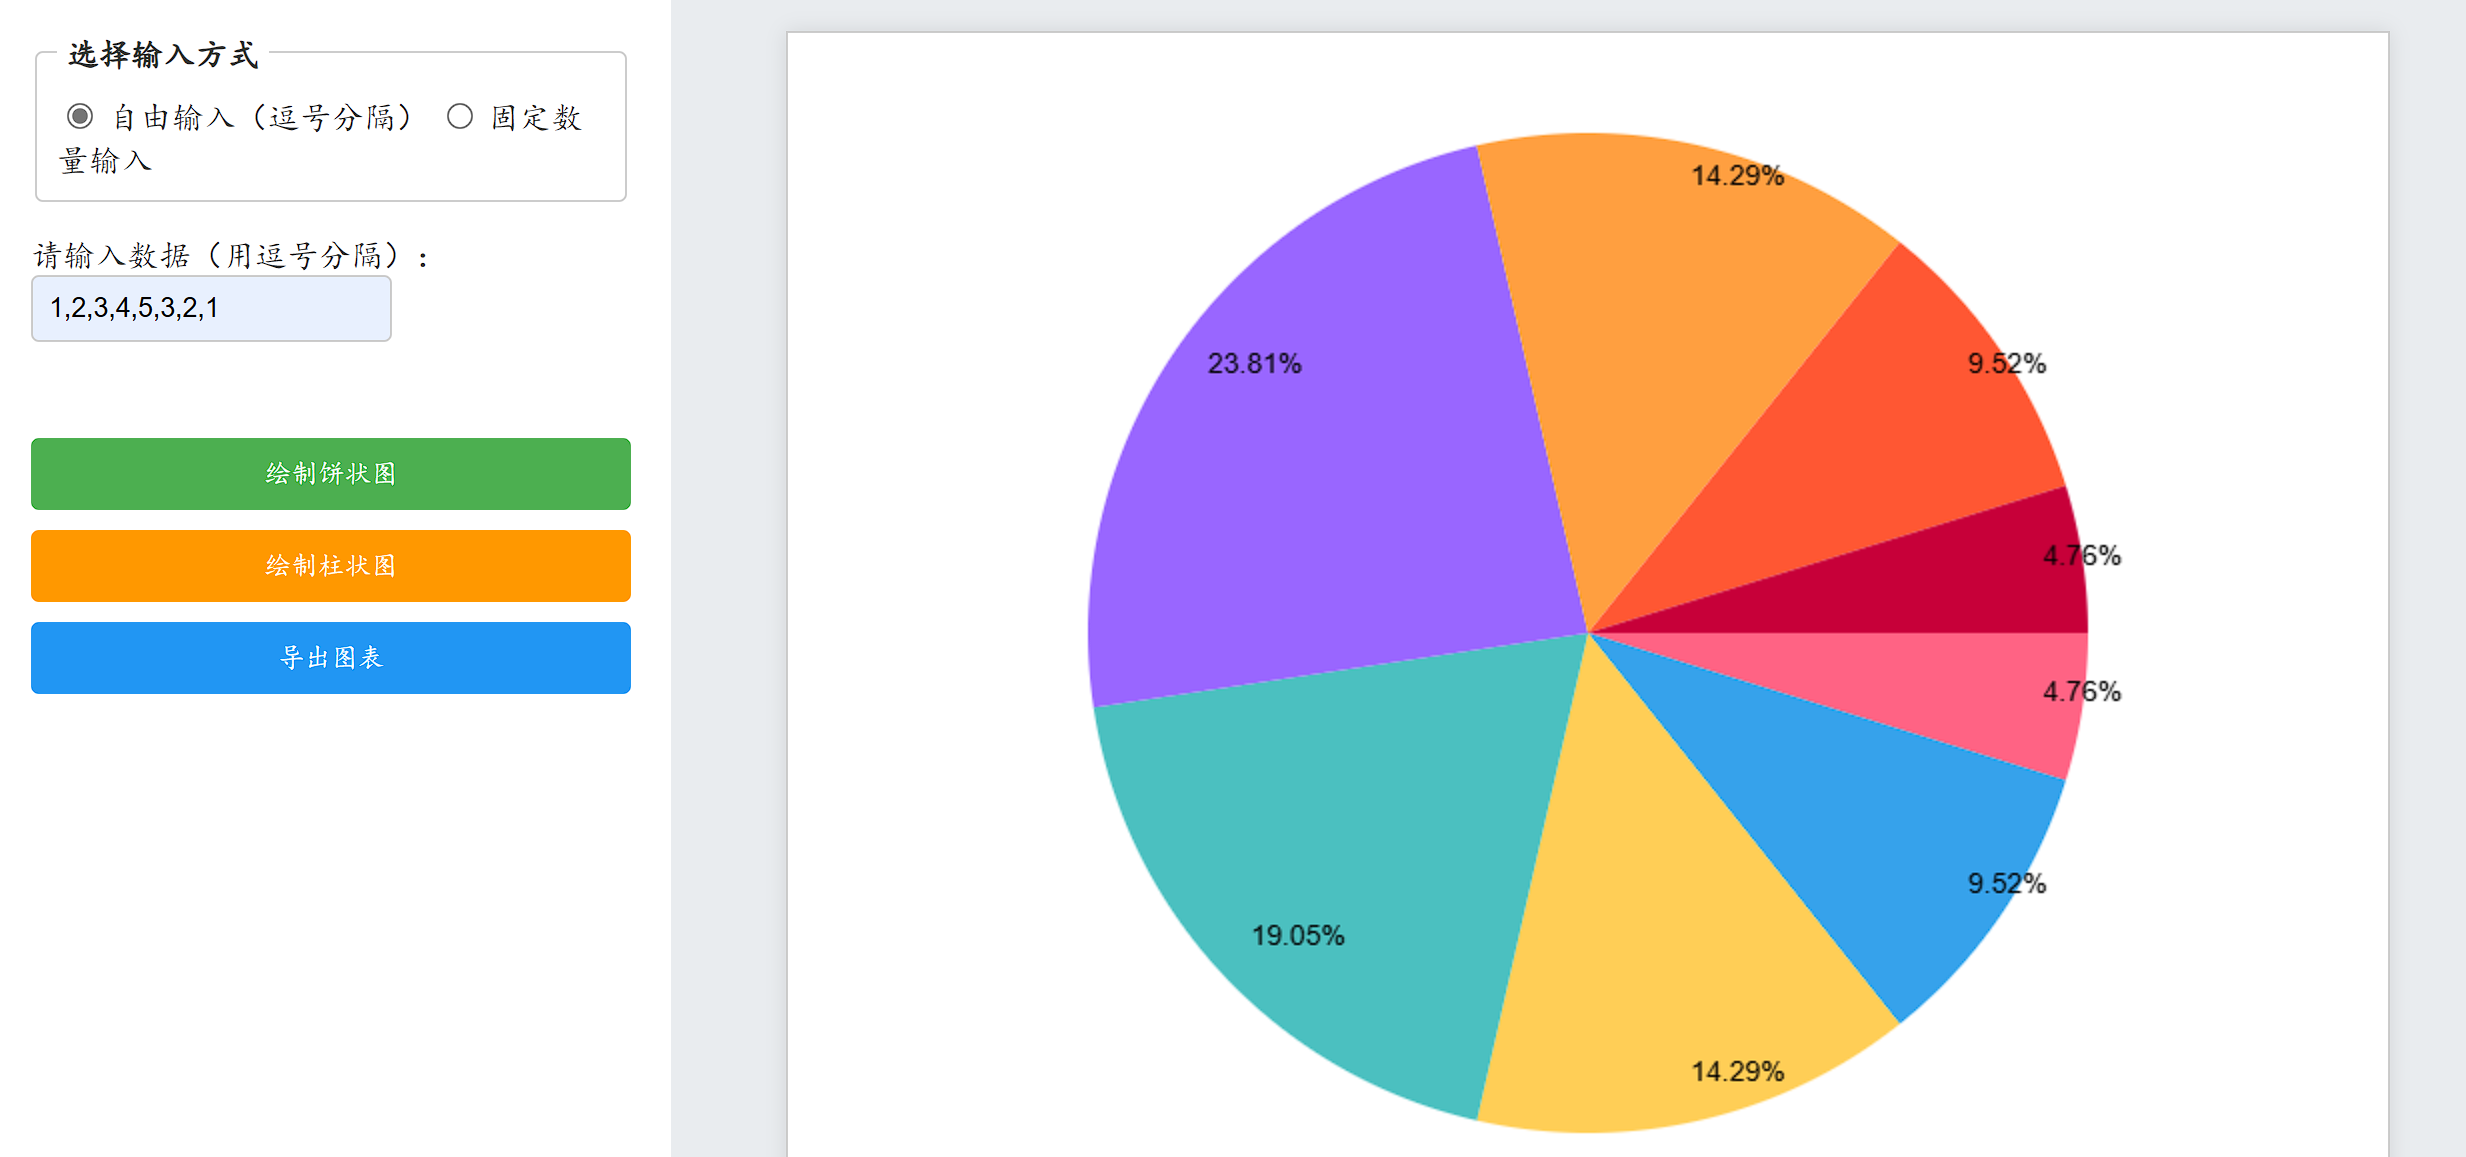 选择输入方式
自由输入（逗号分隔） 固定数
量输入
请输入数据（用逗号分隔）：
1,2,3,4,5,3,2,1
绘制饼状图
绘制柱状图
导出图表
14.29%
23.81%
9.52%
4.76%
4.76%
9.52%
19.05%
14.29%